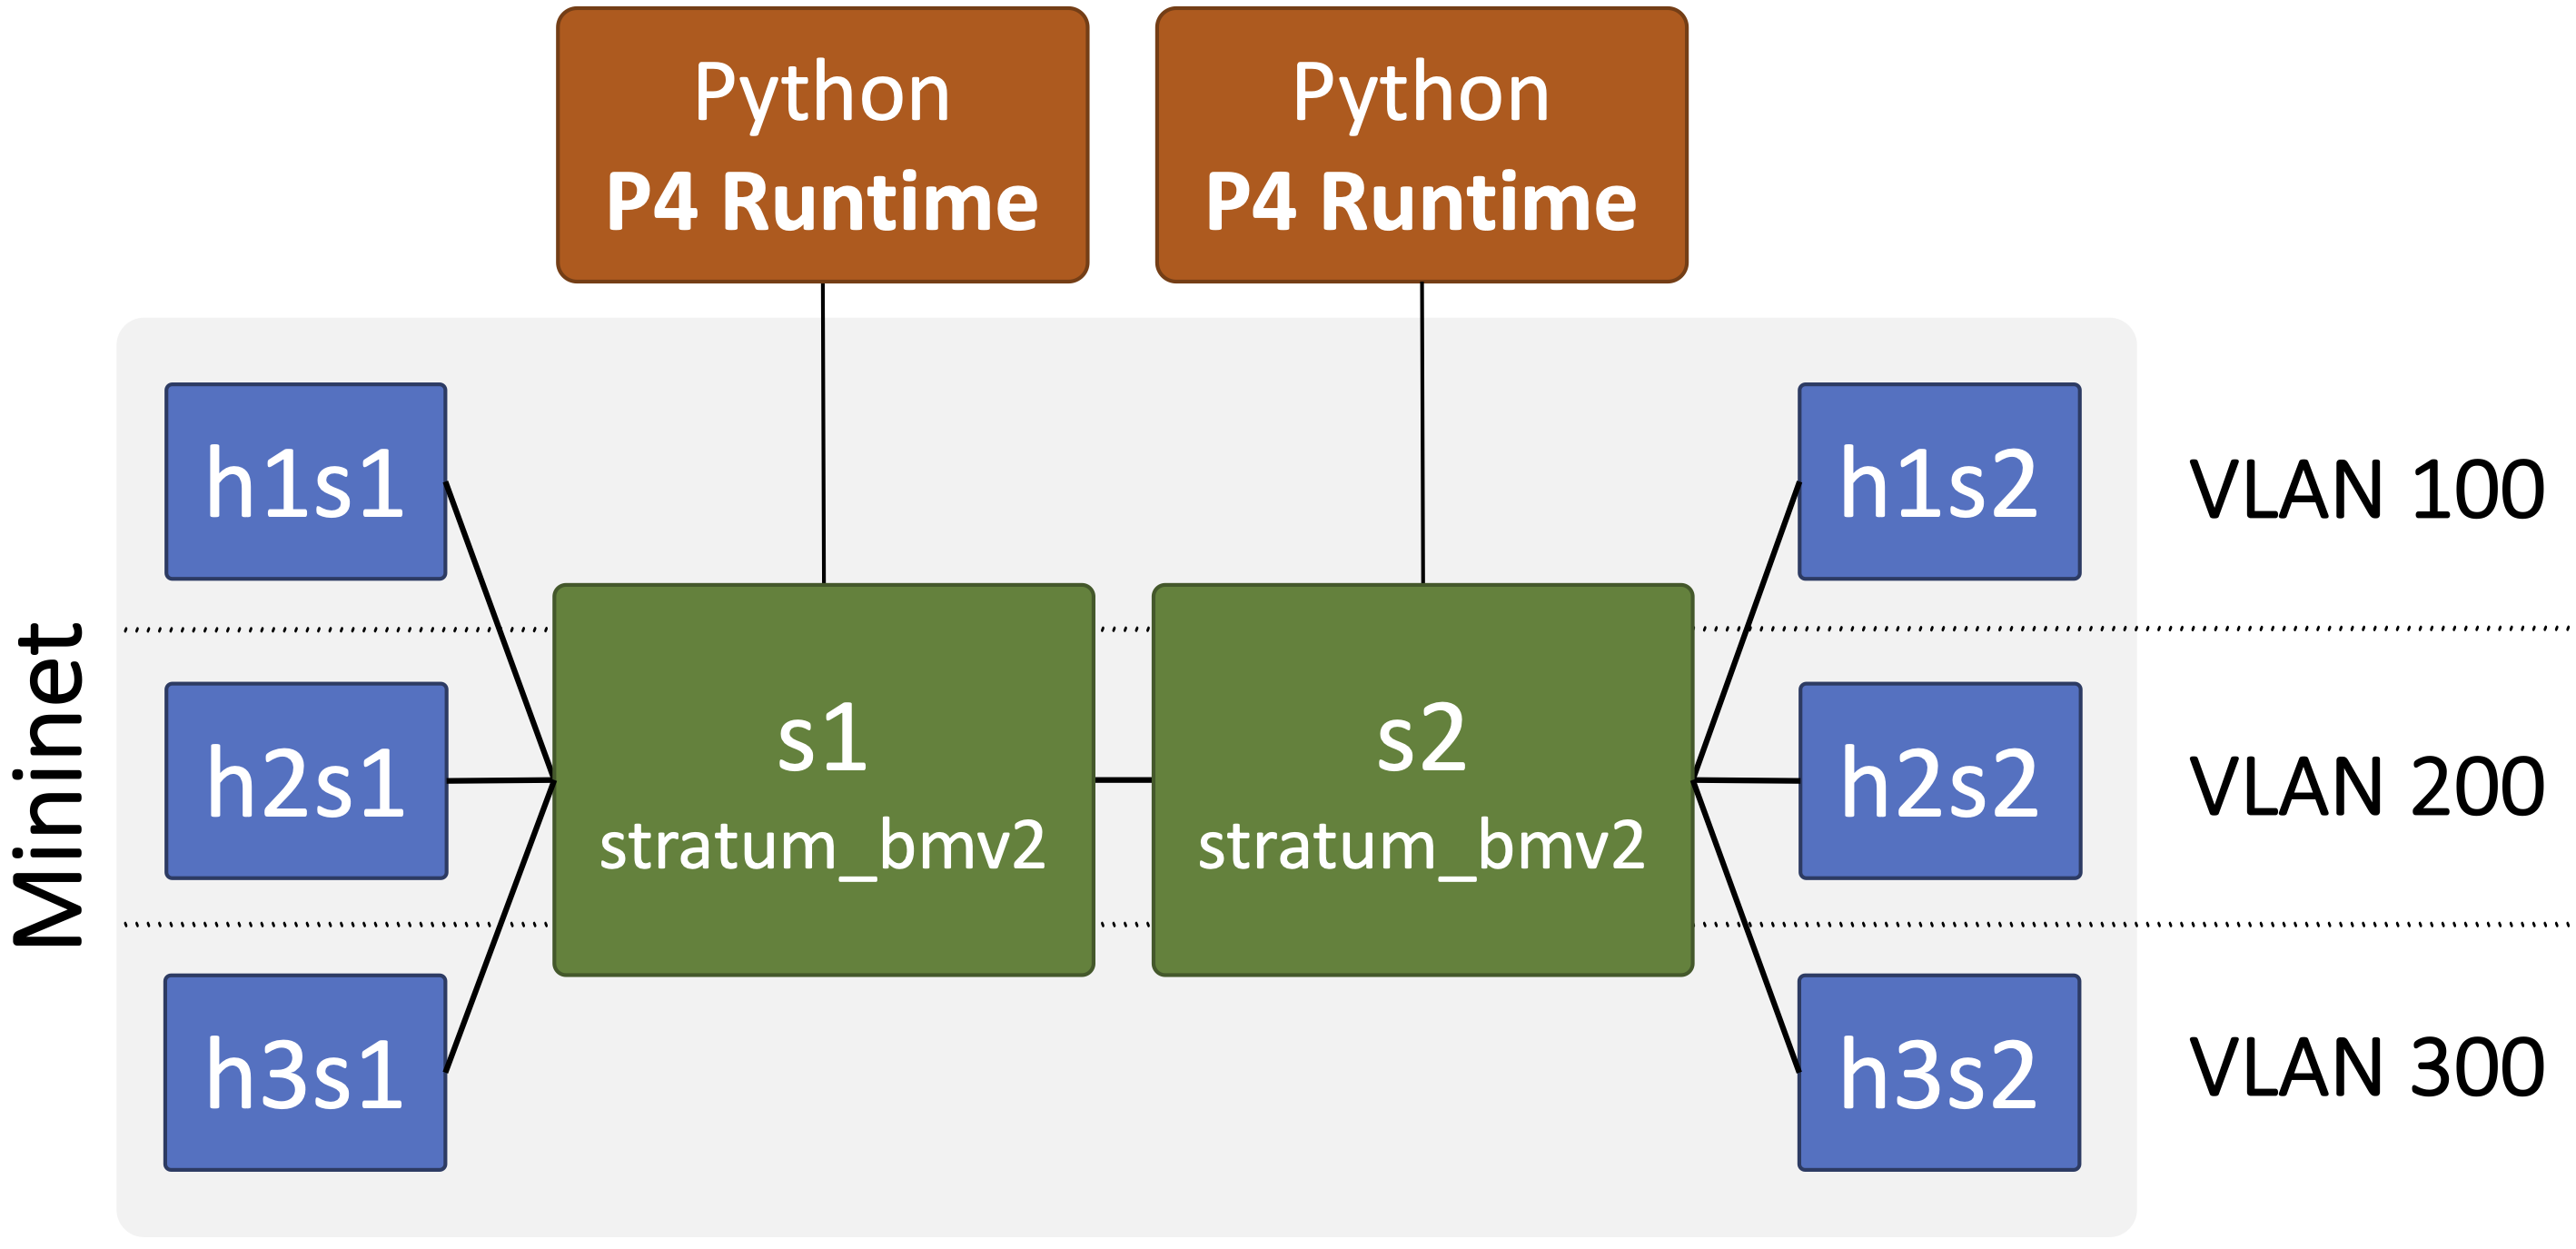 Python
P4 Runtime
Python
P4 Runtime
Mininet
h1s1
h1s2
VLAN 100
s1
stratum_bmv2
s2
stratum_bmv2
h2s1
h2s2
VLAN 200
h3s1
h3s2
VLAN 300